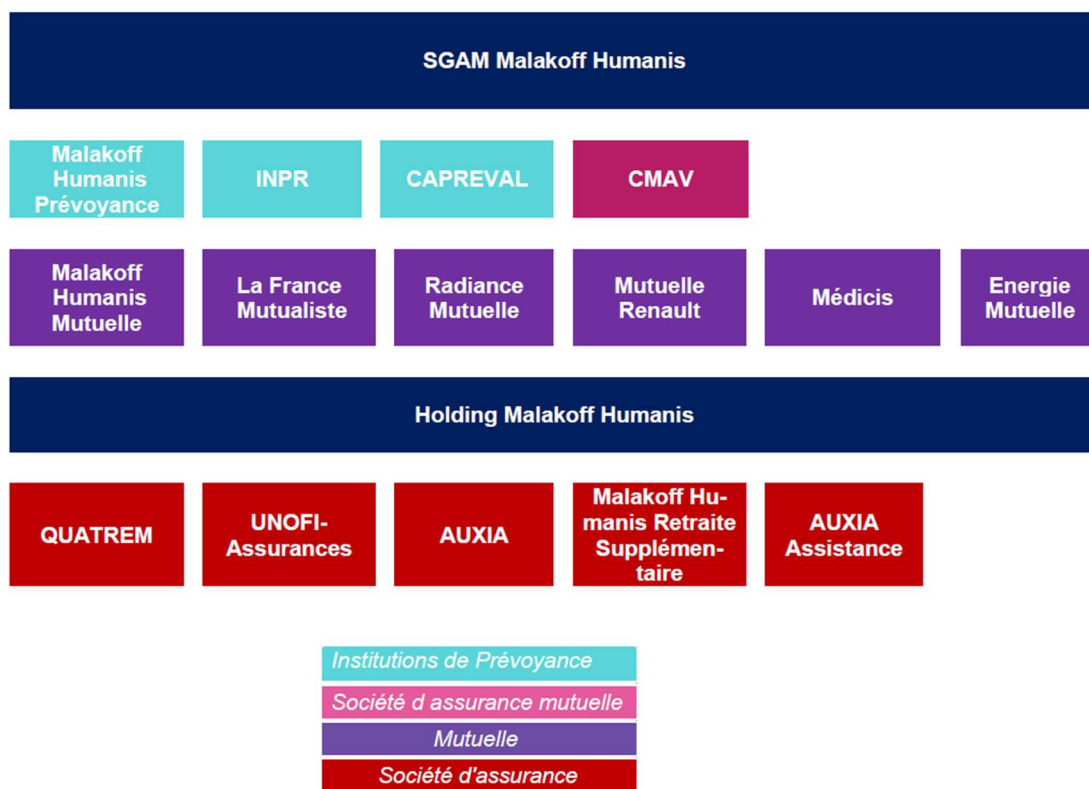 SGAM Malakoff Humanis
Malakoff
Humanis
Prévoyance
INPR
CAPREVAL
CMAV
Malakoff
Humanis
Mutuelle
La France
Mutualiste
Radiance
Mutuelle
Mutuelle
Renault
Médicis
Energie
Mutuelle
Holding Malakoff Humanis
QUATREM
UNOFI-
Assurances
AUXIA
Malakoff Hu-
manis Retraite
Supplémen-
taire
AUXIA
Assistance
Institutions de Prévoyance
Société d assurance mutuelle
Mutuelle
Société d'assurance